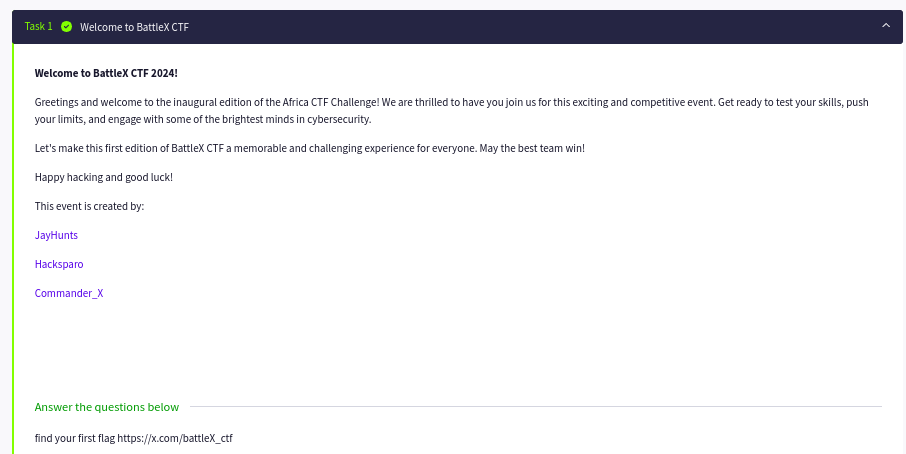 Task 1 Welcome to BattleX CTF
Welcome to BattleX CTF 2024!
Greetings and welcome to the inaugural edition of the Africa CTF Challenge! We are thrilled to have you join us for this exciting and competitive event. Get ready to test your skills, push
your limits, and engage with some of the brightest minds in cybersecurity.
Let's make this first edition of BattleX CTF a memorable and challenging experience for everyone. May the best team win!
Happy hacking and good luck!
This event is created by:
JayHunts
Hacksparo
Commander_X
Answer the questions below
find your first flag https://x.com/battleX_ctf